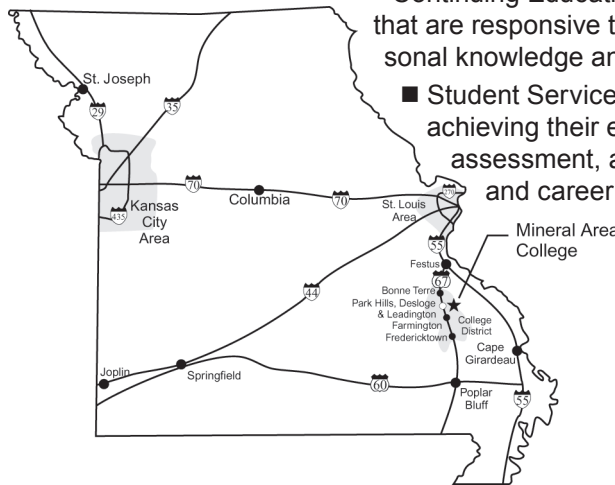 Continuing Educati
that are responsive t
sonal knowledge an
■ Student Service
achieving their e
assessment, a
and career
St. Joseph
29
35
70
435
Kansas
City
Area
Columbia
70
270
St. Louis
Area
55
Mineral Area
College
Festus
67
44
Bonne Terre
Park Hills, Desloge
& Leadington
Farmington
Fredericktown
College
District
Cape
Girardeau
Joplin
Springfield
60
Poplar
Bluff
55